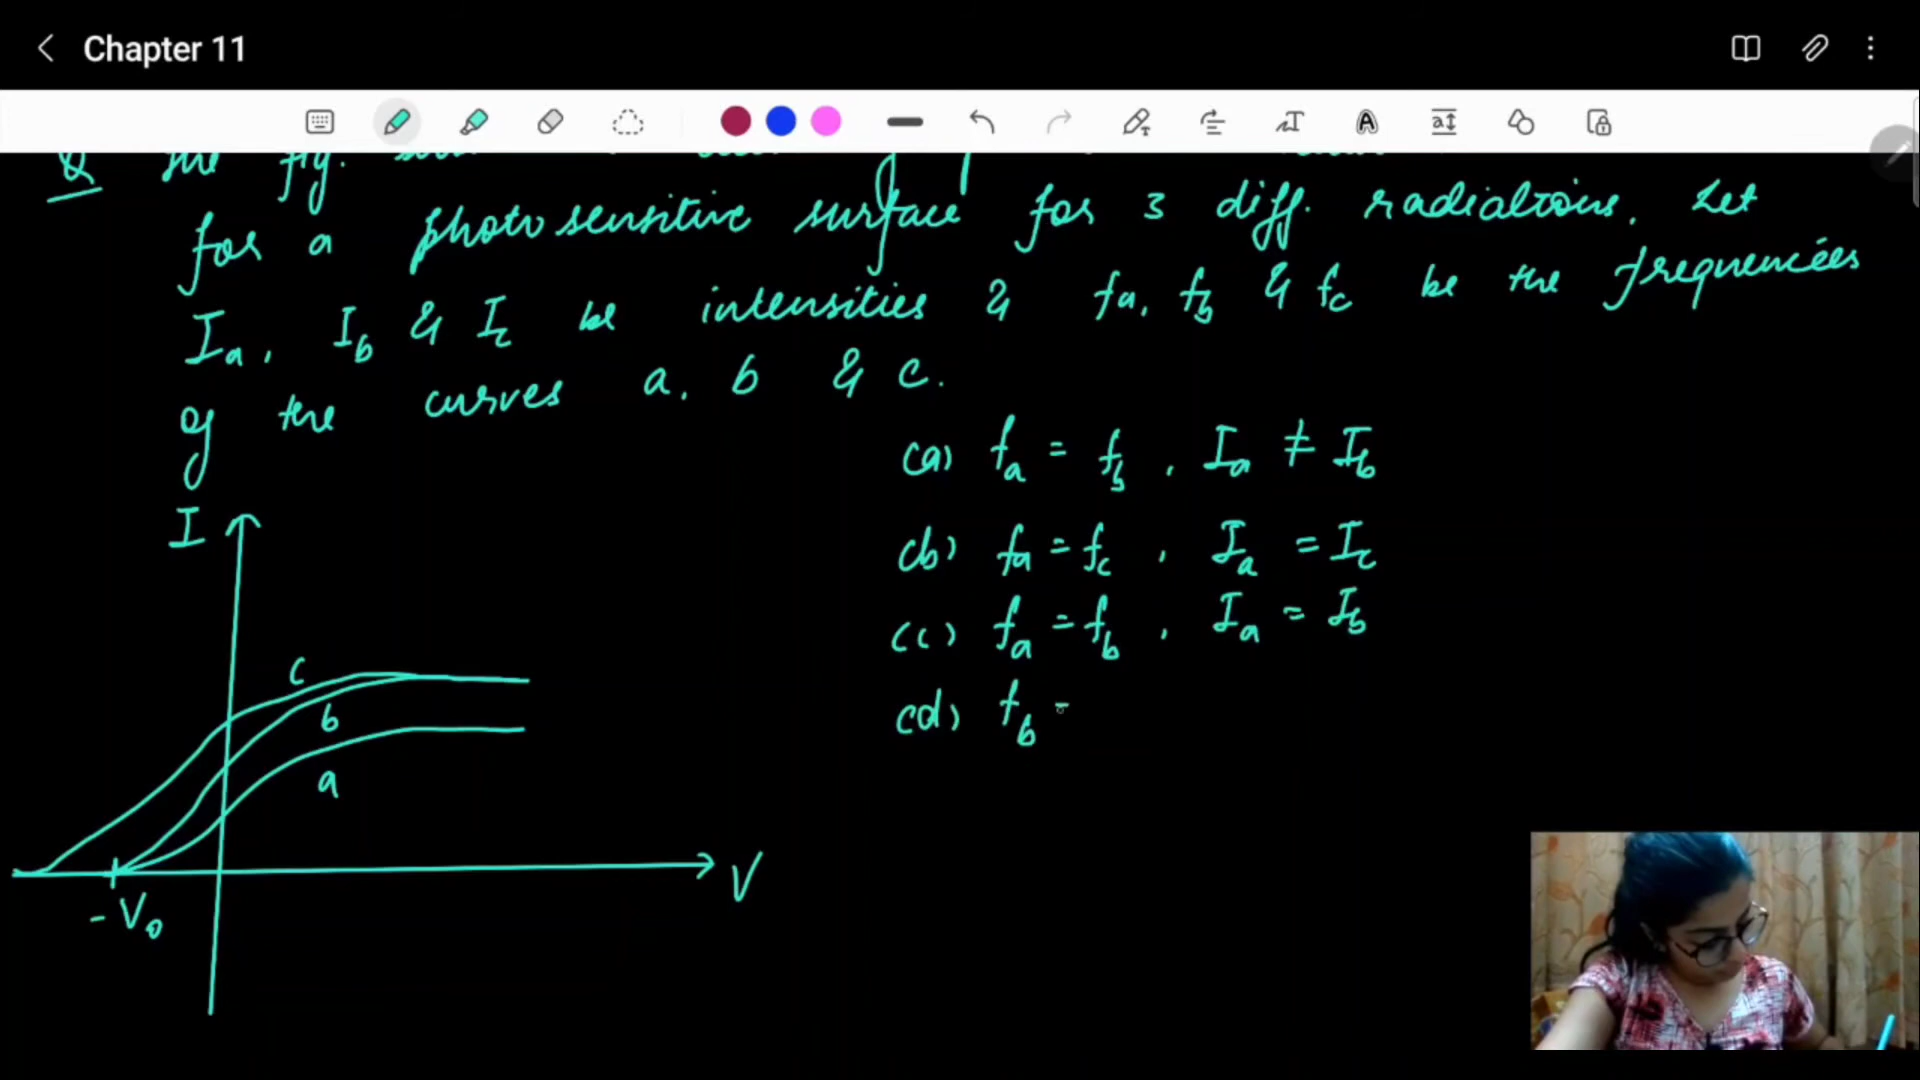 Chapter 11
Q the fig.
for a photosensitive surface for 3 diff. radiations. Let
Ia, Ib & Ic be intensities & fa, fb & fc be the frequencies
of the curves a, b & c.
(a) fa = fb, Ia ≠ Ib
(b) fa = fc, Ia = Ic
(c) fa = fb, Ia = Ib
(d) fb =
I
c
b
a
V
-V0